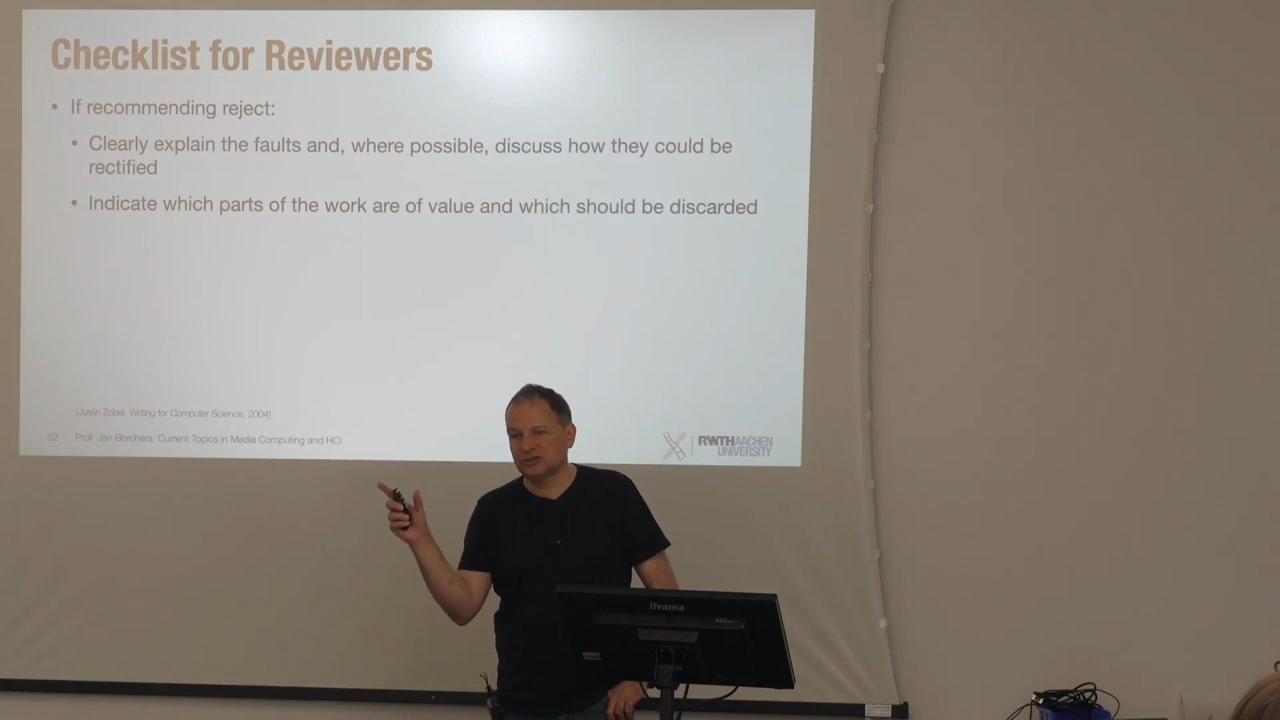 Checklist for Reviewers
• If recommending reject:
• Clearly explain the faults and, where possible, discuss how they could be
rectified
• Indicate which parts of the work are of value and which should be discarded
[Justin Zobel, Writing for Computer Science, 2004]
32 Prof. Jan Borchers: Current Topics in Media Computing and HCI
RWTHAACHEN
UNIVERSITY
iiyama